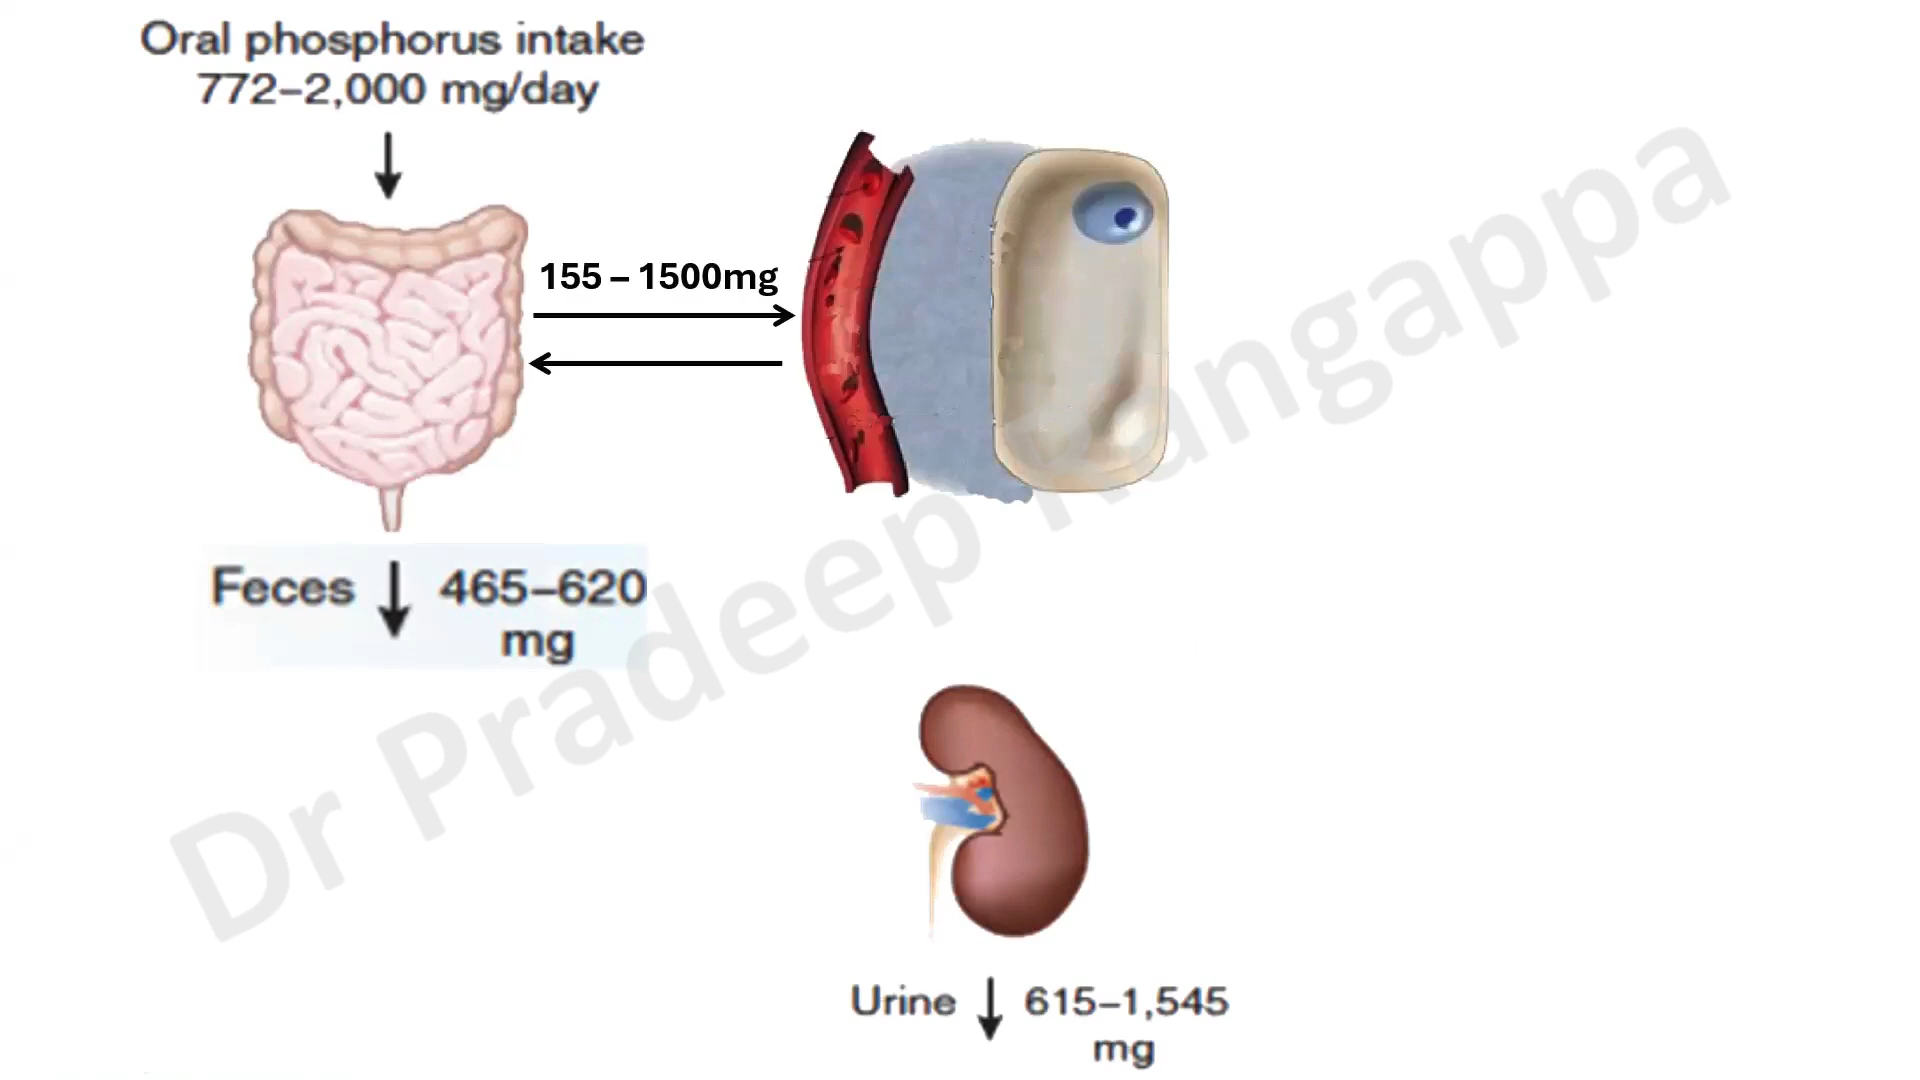 Oral phosphorus intake
772–2,000 mg/day
155 – 1500mg
Feces 465–620
mg
Urine 615–1,545
mg
Dr Pradeep Rangappa